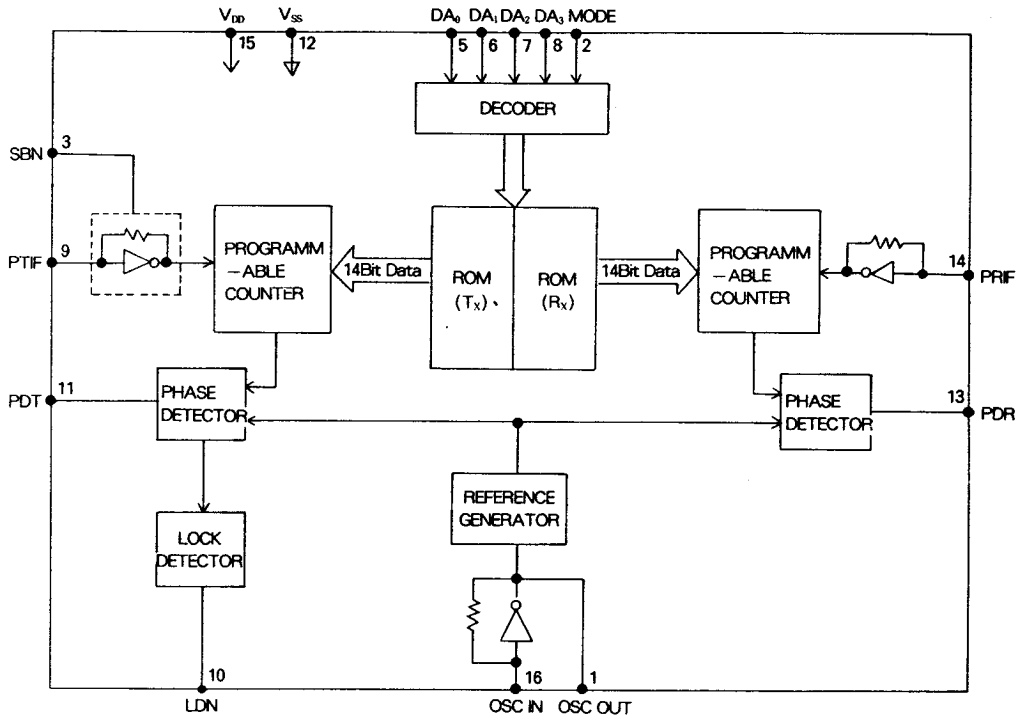 V_DD V_SS DA₀ DA₁ DA₂ DA₃ MODE
15 12 5 6 7 8 2
DECODER
3
SBN
PTIF
9
PROGRAMM
-ABLE
COUNTER
14Bit Data
ROM
(Tx)
ROM
(Rx)
14Bit Data
PROGRAMM
-ABLE
COUNTER
14
PRIF
PDT
11
PHASE
DETECTOR
PHASE
DETECTOR
13
PDR
REFERENCE
GENERATOR
LOCK
DETECTOR
10
LDN
16
OSC IN
1
OSC OUT